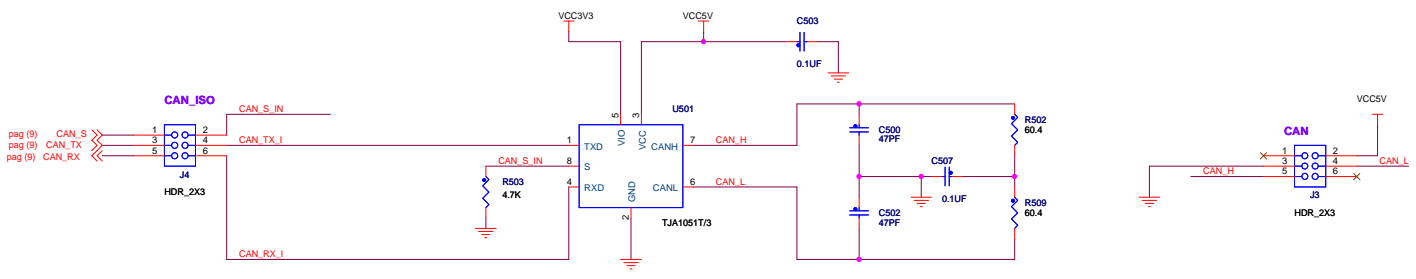 VCC3V3
VCC5V
C503
0.1UF
CAN_ISO
CAN_S_IN
pag (9) CAN_S
pag (9) CAN_TX
pag (9) CAN_RX
1 2
3 4
5 6
J4
HDR_2X3
CAN_TX_I
CAN_RX_I
CAN_S_IN
R503
4.7K
U501
5 3
VIO VCC
1 TXD CANH 7
8 S
4 RXD CANL 6
GND
2
TJA1051T/3
CAN_H
CAN_L
C500
47PF
C507
0.1UF
C502
47PF
R502
60.4
R509
60.4
VCC5V
CAN
1 2
3 4
5 6
CAN_L
CAN_H
J3
HDR_2X3